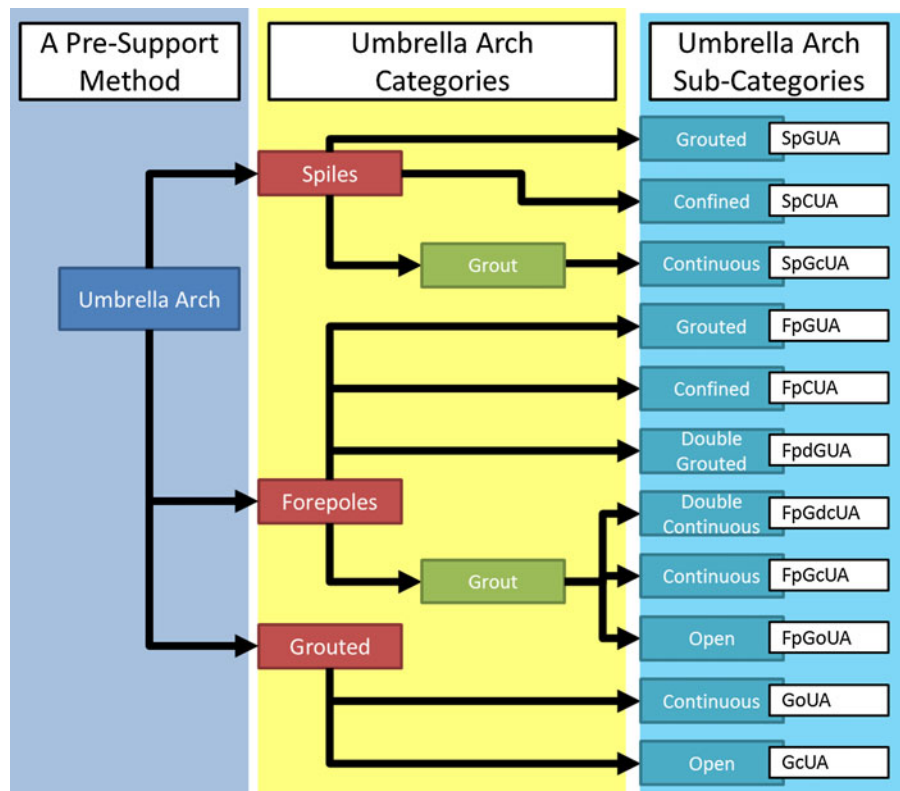 A Pre-Support
Method
Umbrella Arch
Categories
Umbrella Arch
Sub-Categories
Umbrella Arch
Spiles
Grout
Forepoles
Grout
Grouted
Grouted SpGUA
Confined SpCUA
Continuous SpGcUA
Grouted FpGUA
Confined FpCUA
Double
Grouted FpdGUA
Double
Continuous FpGdcUA
Continuous FpGcUA
Open FpGoUA
Continuous GoUA
Open GcUA